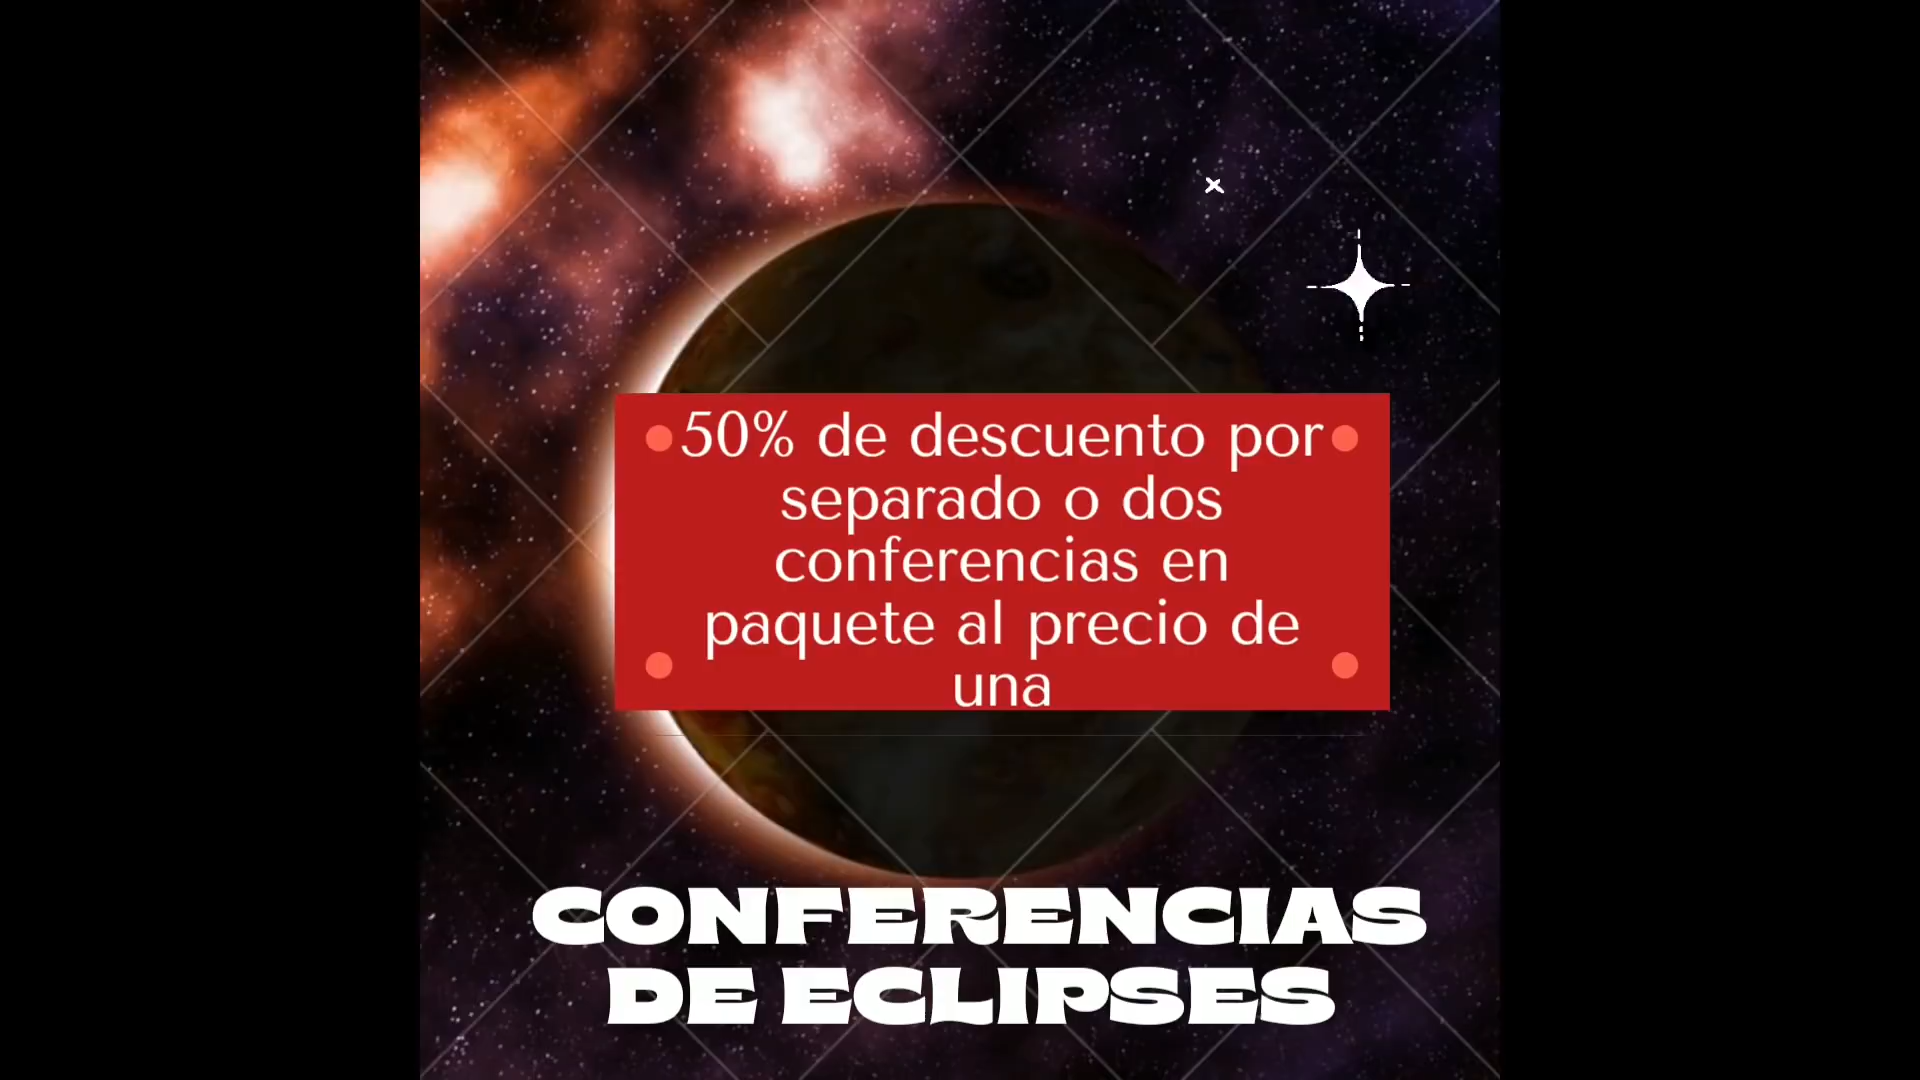 50% de descuento por
separado o dos
conferencias en
paquete al precio de
una
CONFERENCIAS
DE ECLIPSES